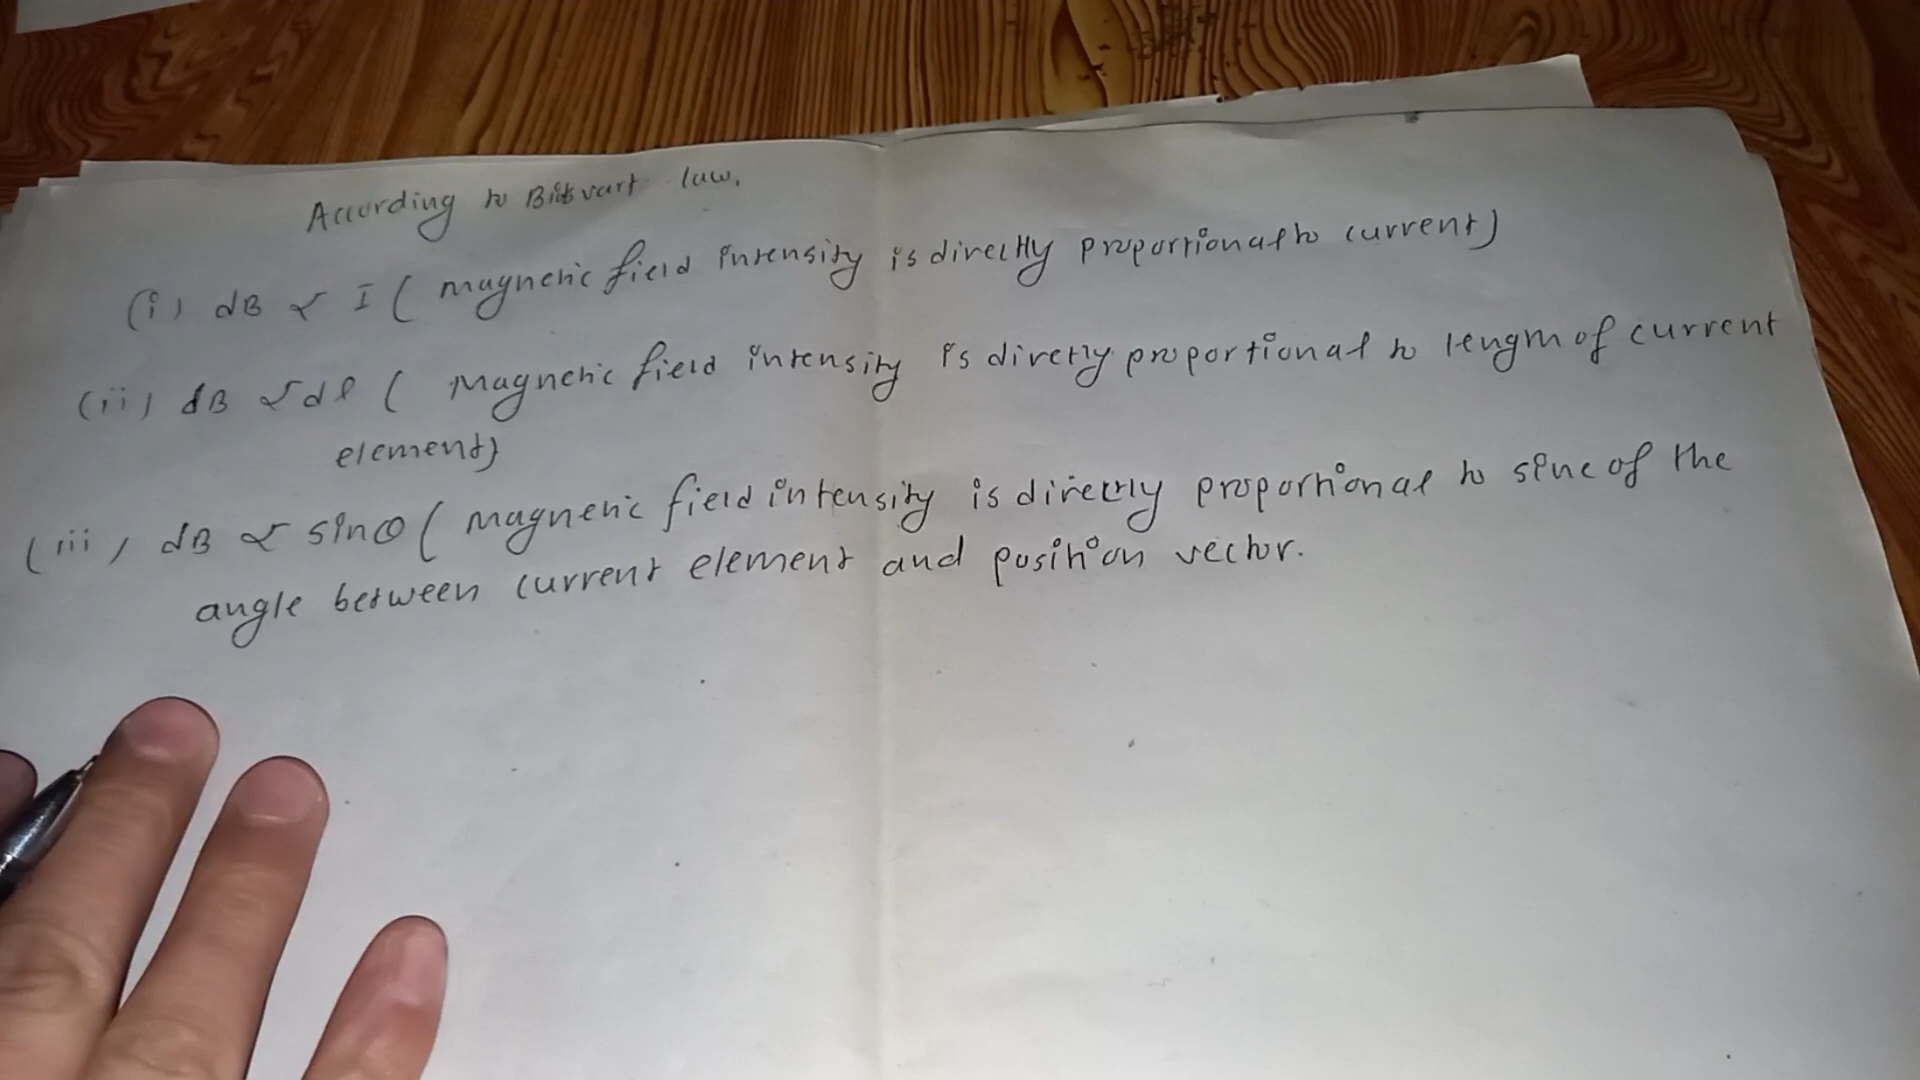 According to Biot savart law,
(i) dB ∝ I ( magnetic field intensity is directly proportional to current)
(ii) dB ∝ dl ( Magnetic field intensity is diretly proportional to length of current
element)
(iii) dB ∝ sinθ ( magnetic field intensity is directly proportional to sine of the
angle between current element and position vector.